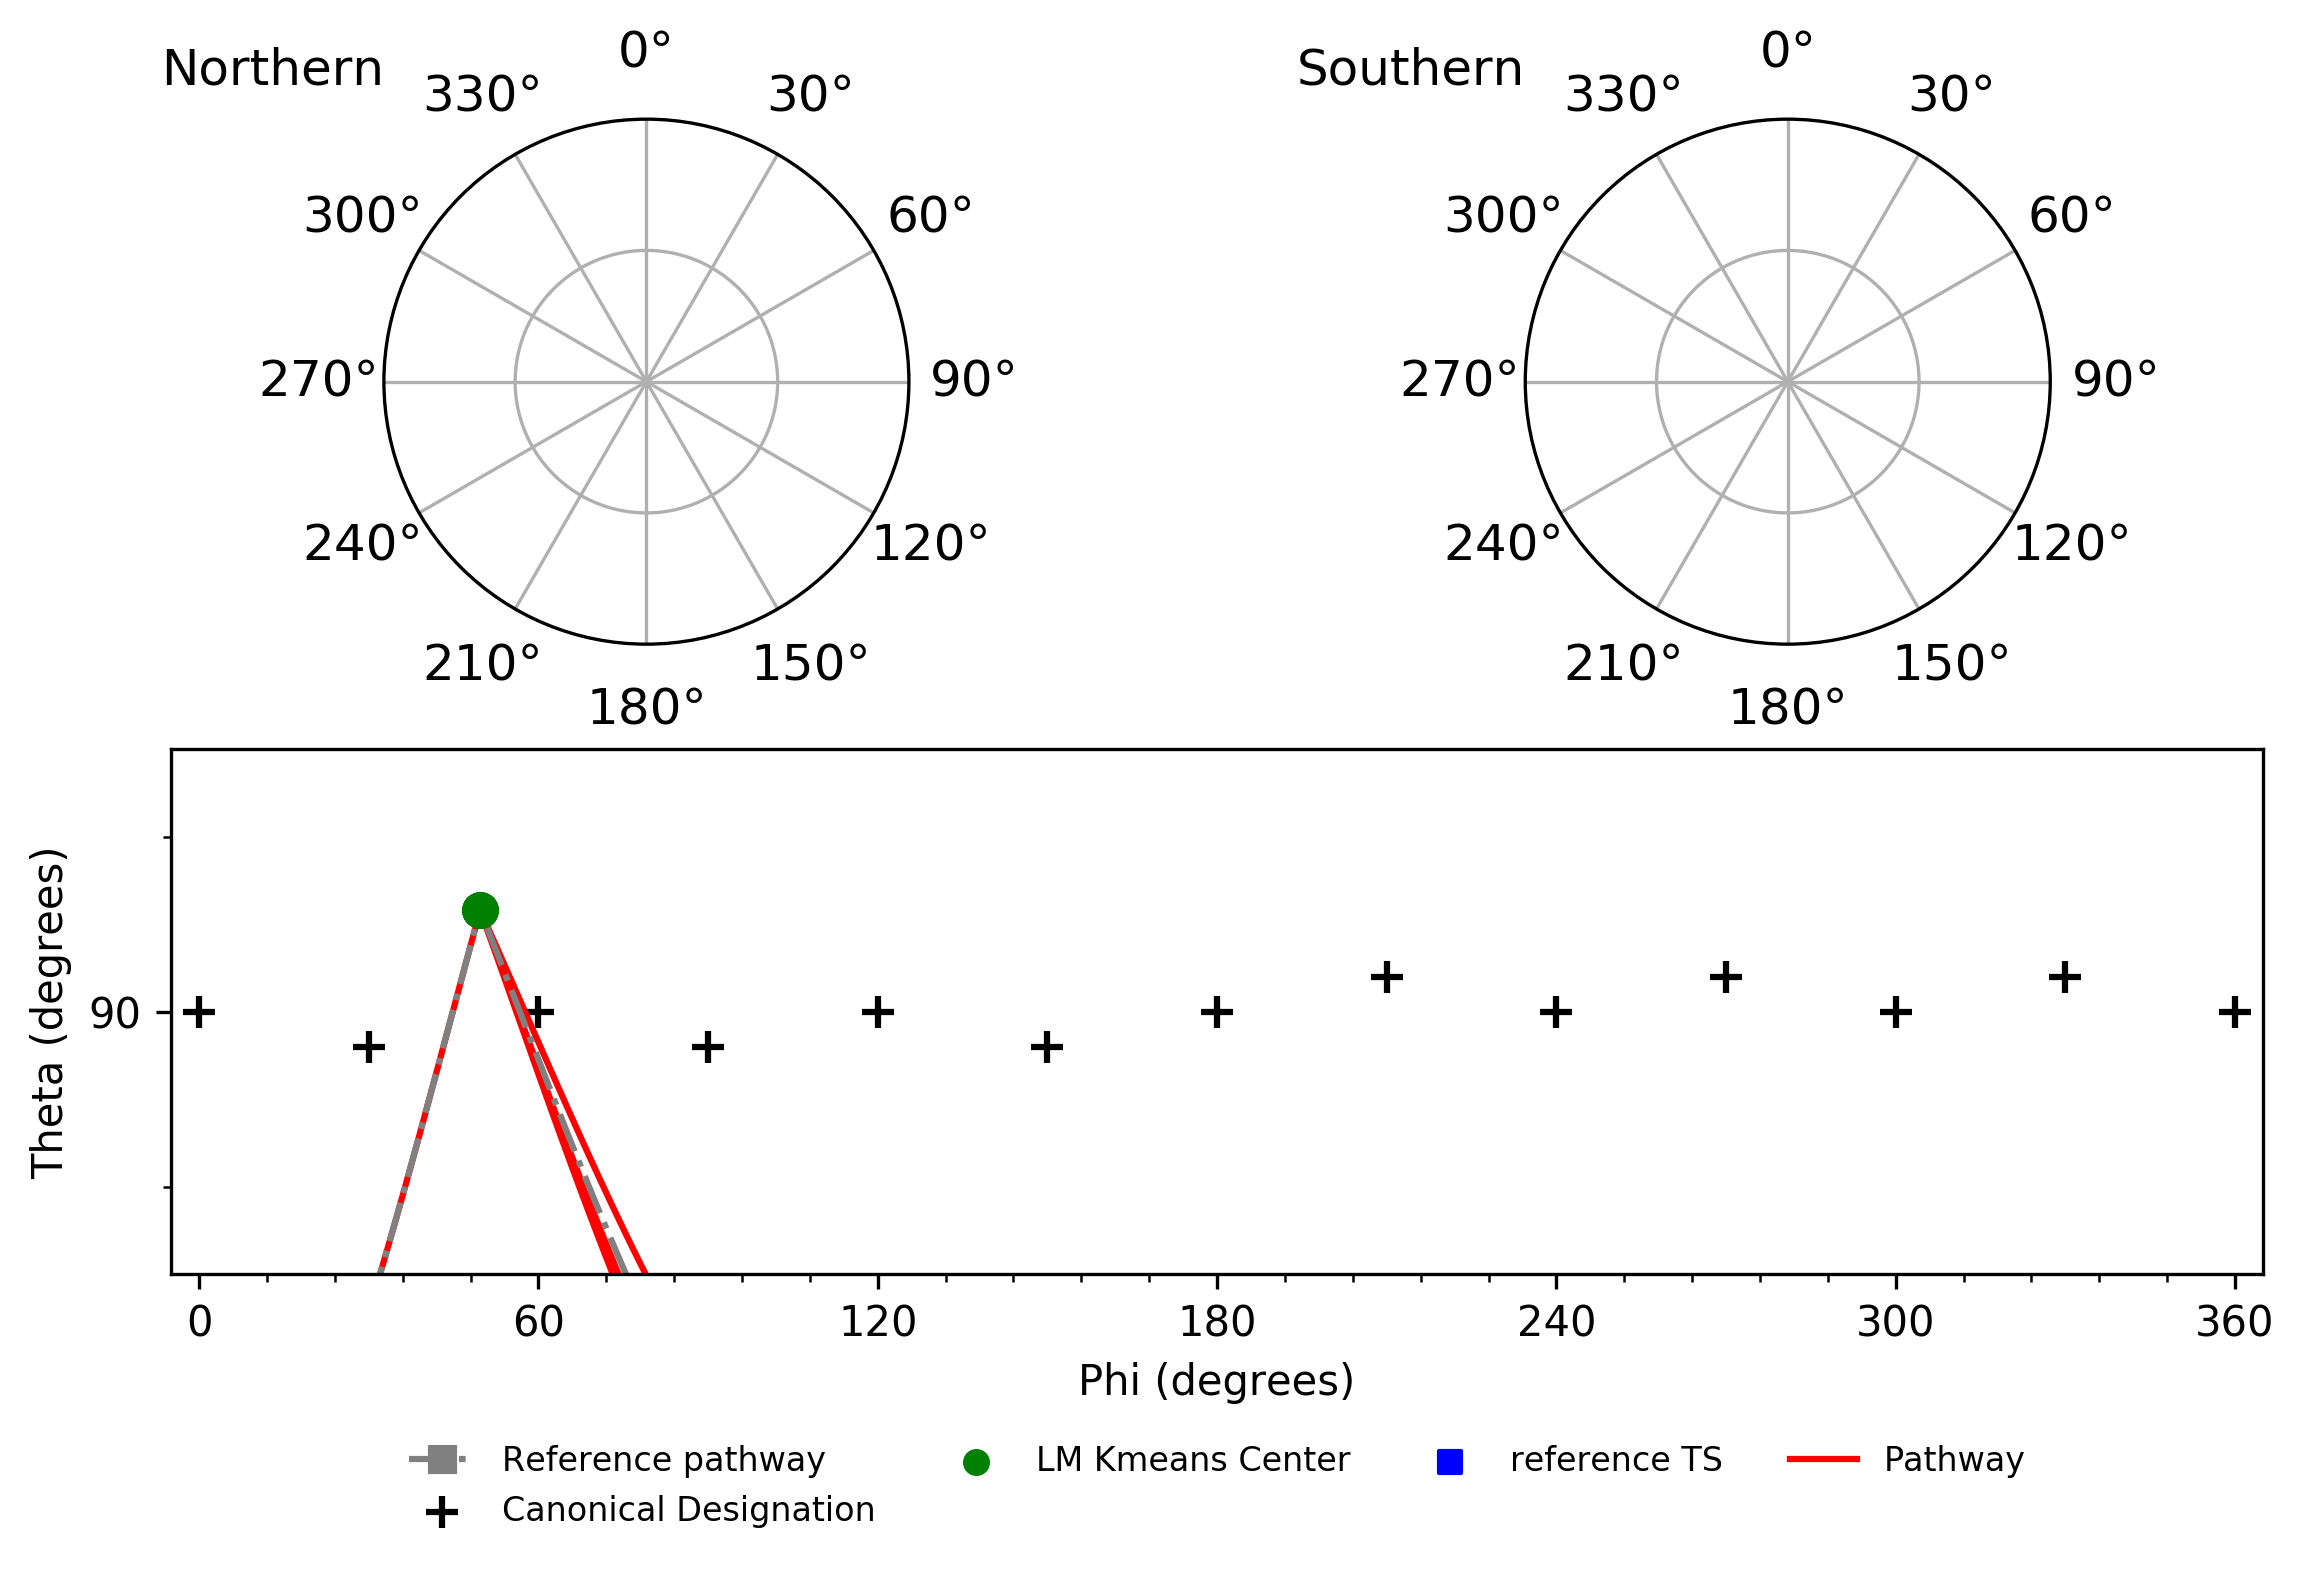 Northern
0°
330°
30°
300°
60°
270°
90°
240°
120°
210°
150°
180°
Southern
0°
330°
30°
300°
60°
270°
90°
240°
120°
210°
150°
180°
Theta (degrees)
90
0 60 120 180 240 300 360
Phi (degrees)
Reference pathway
Canonical Designation
LM Kmeans Center
reference TS
Pathway